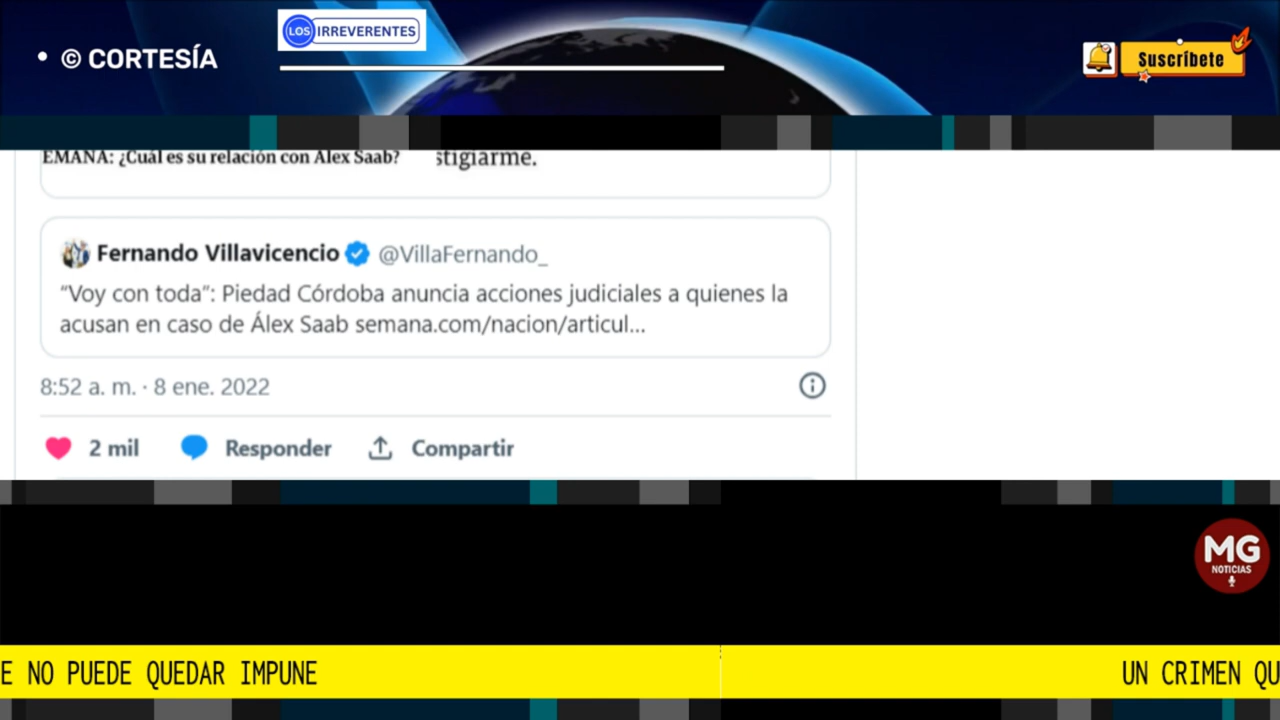 • © CORTESÍA
LOS IRREVERENTES
Suscríbete
EMANA: ¿Cuál es su relación con Alex Saab?
stigiarme.
Fernando Villavicencio @VillaFernando_
“Voy con toda”: Piedad Córdoba anuncia acciones judiciales a quienes la
acusan en caso de Álex Saab semana.com/nacion/articul...
8:52 a. m. · 8 ene. 2022
2 mil Responder Compartir
MG
NOTICIAS
E NO PUEDE QUEDAR IMPUNE
UN CRIMEN QU